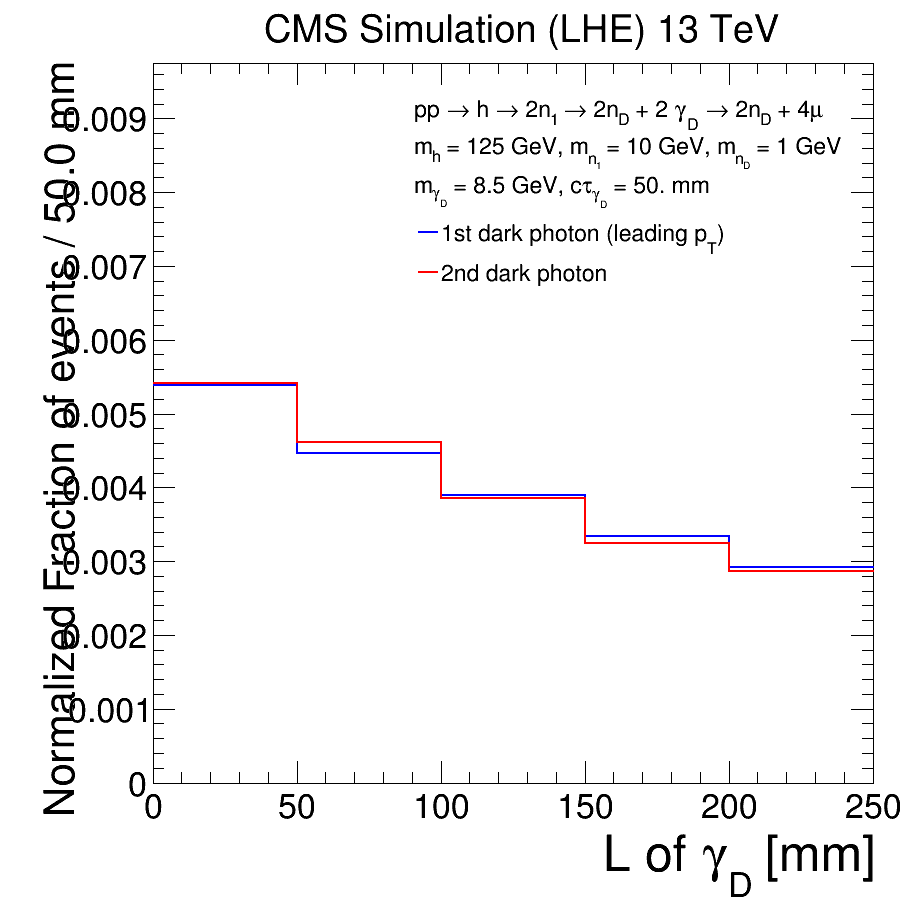 CMS Simulation (LHE) 13 TeV
Normalized Fraction of events / 50.0 mm
0.009
0.008
0.007
0.006
0.005
0.004
0.003
0.002
0.001
0
pp → h → 2n1 → 2nD + 2 γD → 2nD + 4μ
mh = 125 GeV, mn1 = 10 GeV, mnD = 1 GeV
mγD = 8.5 GeV, cτγD = 50. mm
1st dark photon (leading pT)
2nd dark photon
0 50 100 150 200 250
L of γD [mm]